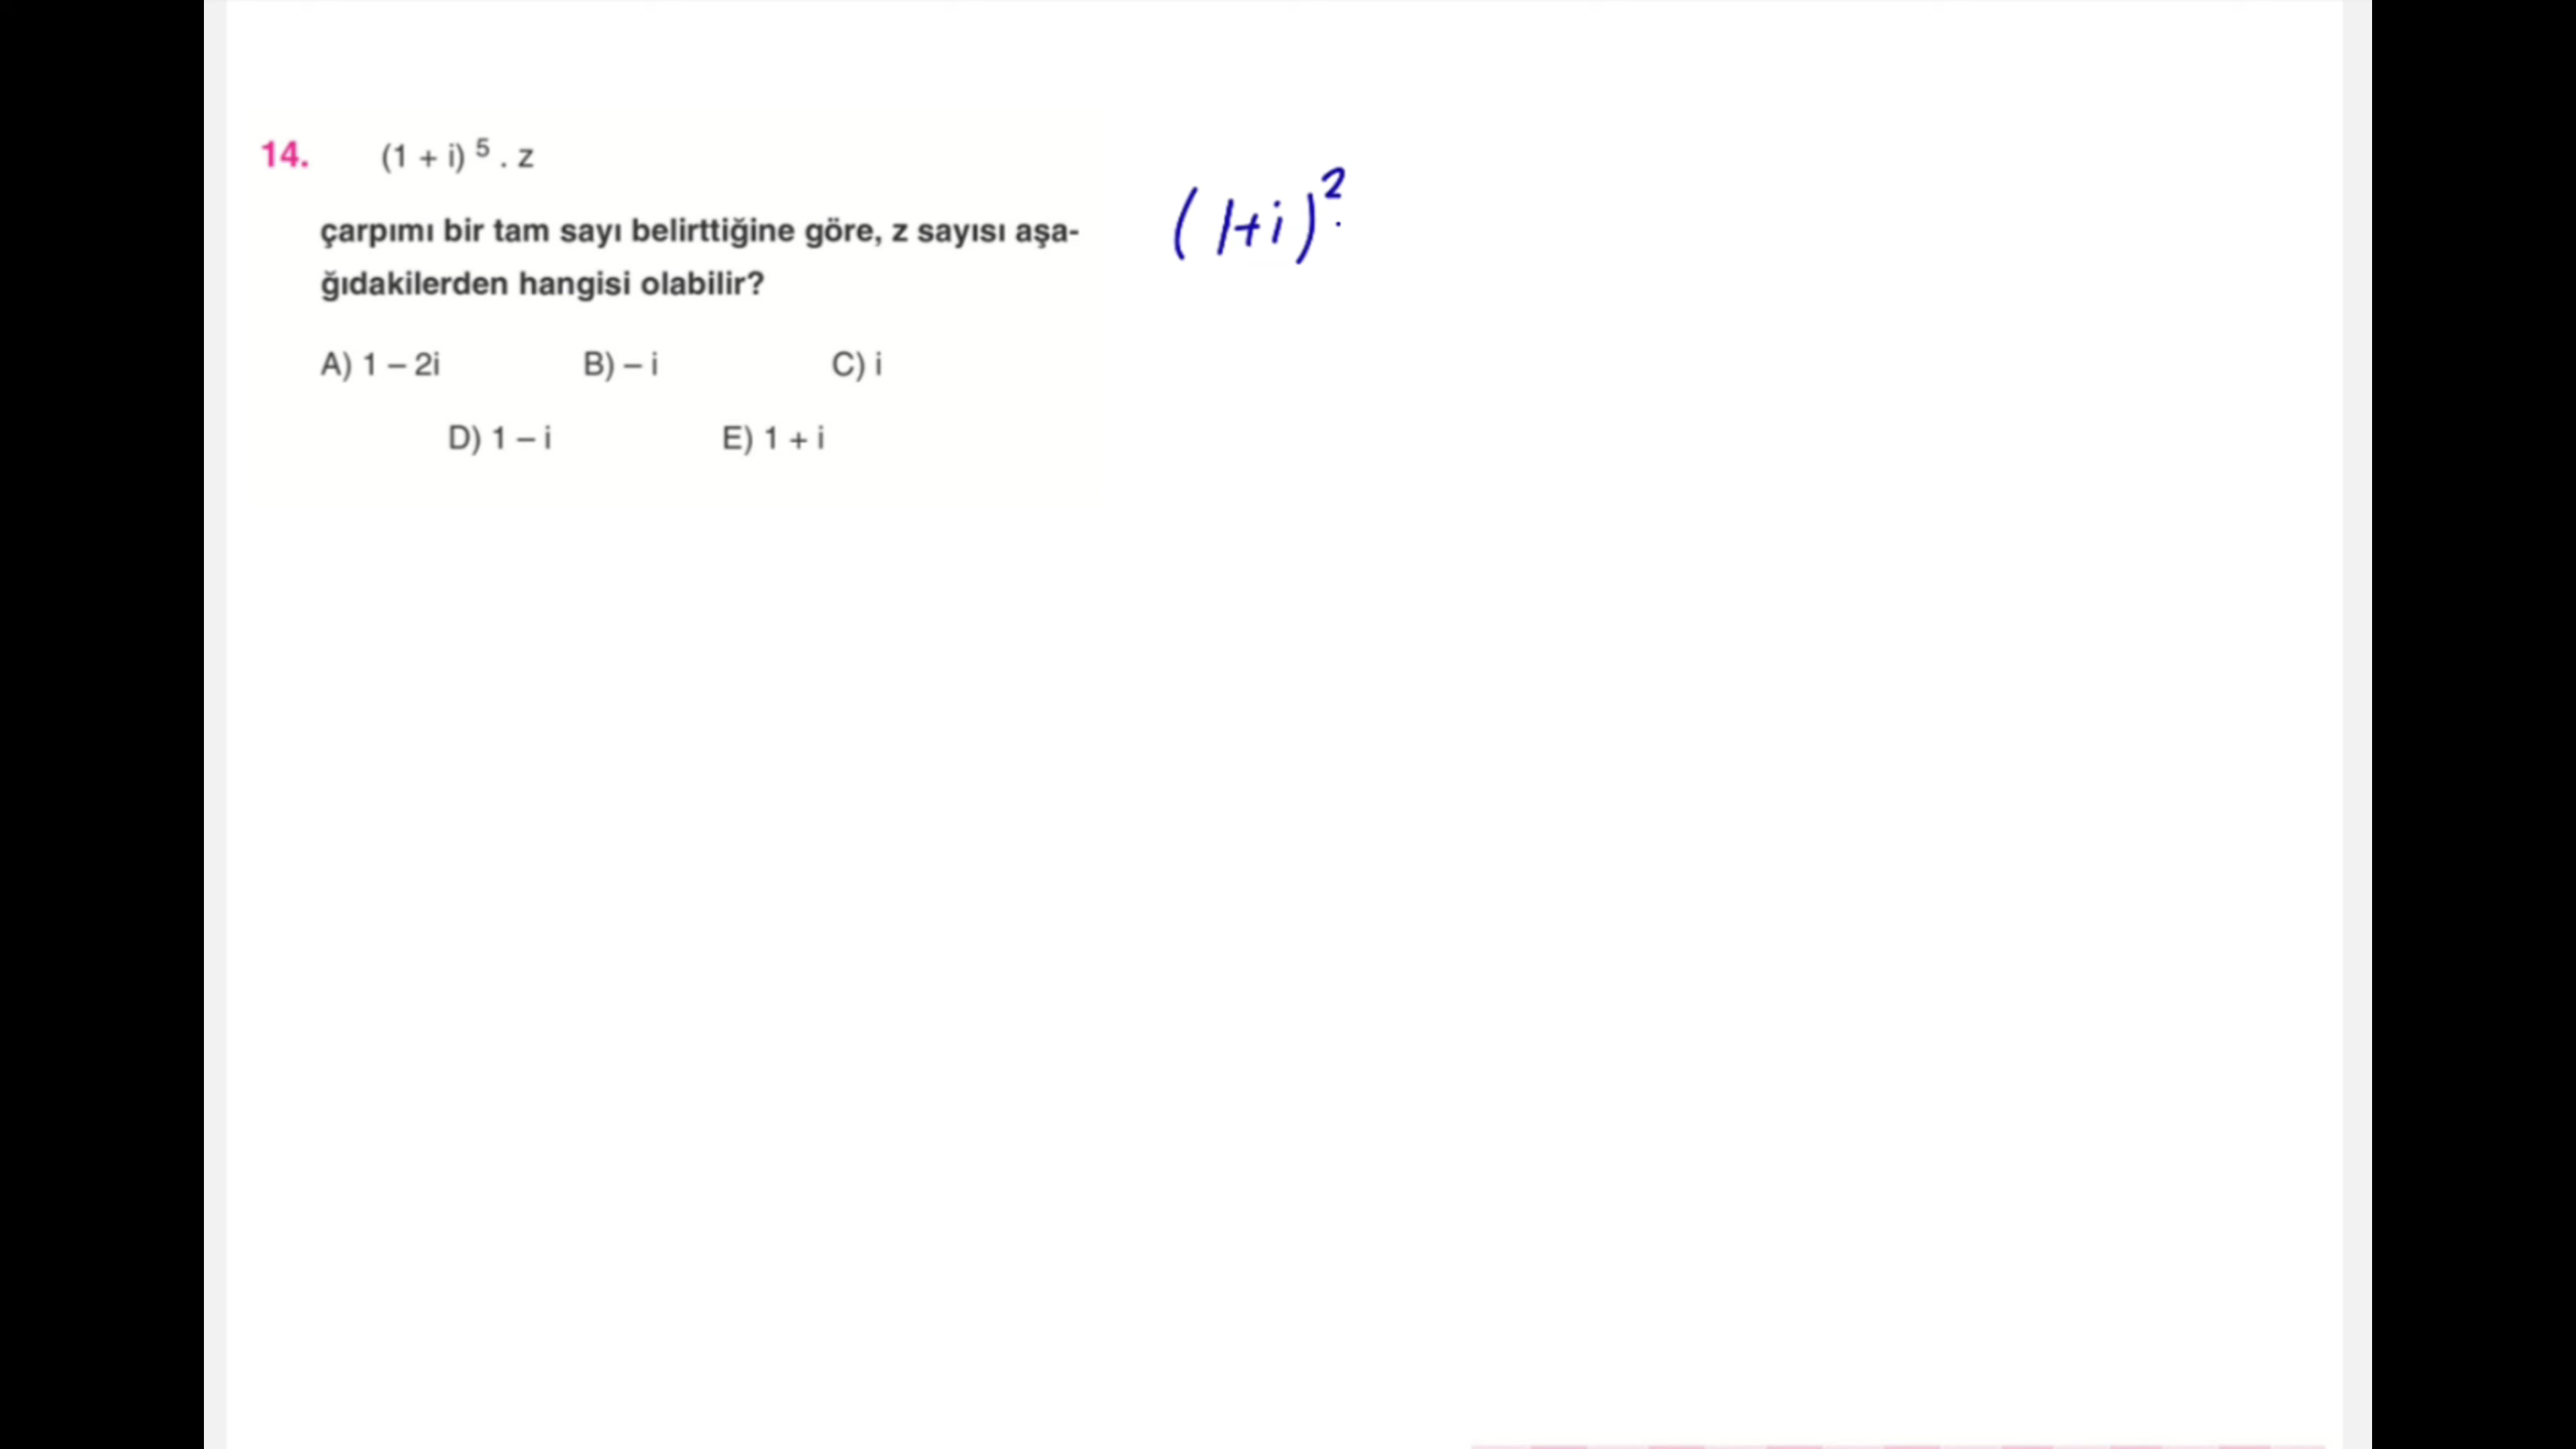 14. (1 + i) ⁵ . z
çarpımı bir tam sayı belirttiğine göre, z sayısı aşa-
ğıdakilerden hangisi olabilir?
A) 1 – 2i B) – i C) i
D) 1 – i E) 1 + i
(1+i)².